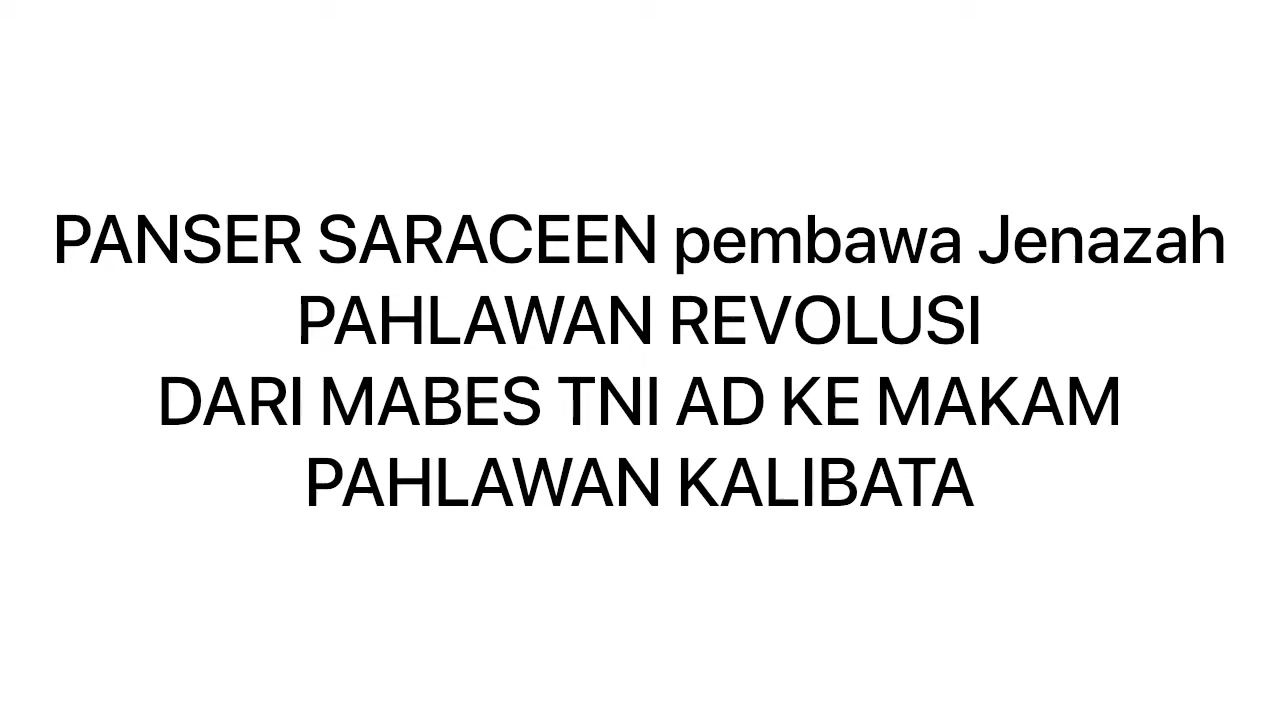 PANSER SARACEEN pembawa Jenazah
PAHLAWAN REVOLUSI
DARI MABES TNI AD KE MAKAM
PAHLAWAN KALIBATA